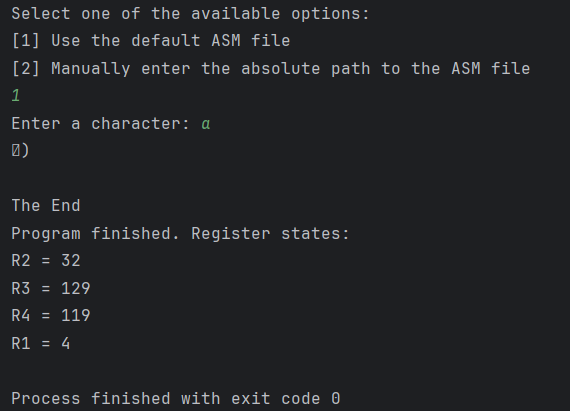 Select one of the available options:
[1] Use the default ASM file
[2] Manually enter the absolute path to the ASM file
1
Enter a character: a
)
The End
Program finished. Register states:
R2 = 32
R3 = 129
R4 = 119
R1 = 4
Process finished with exit code 0